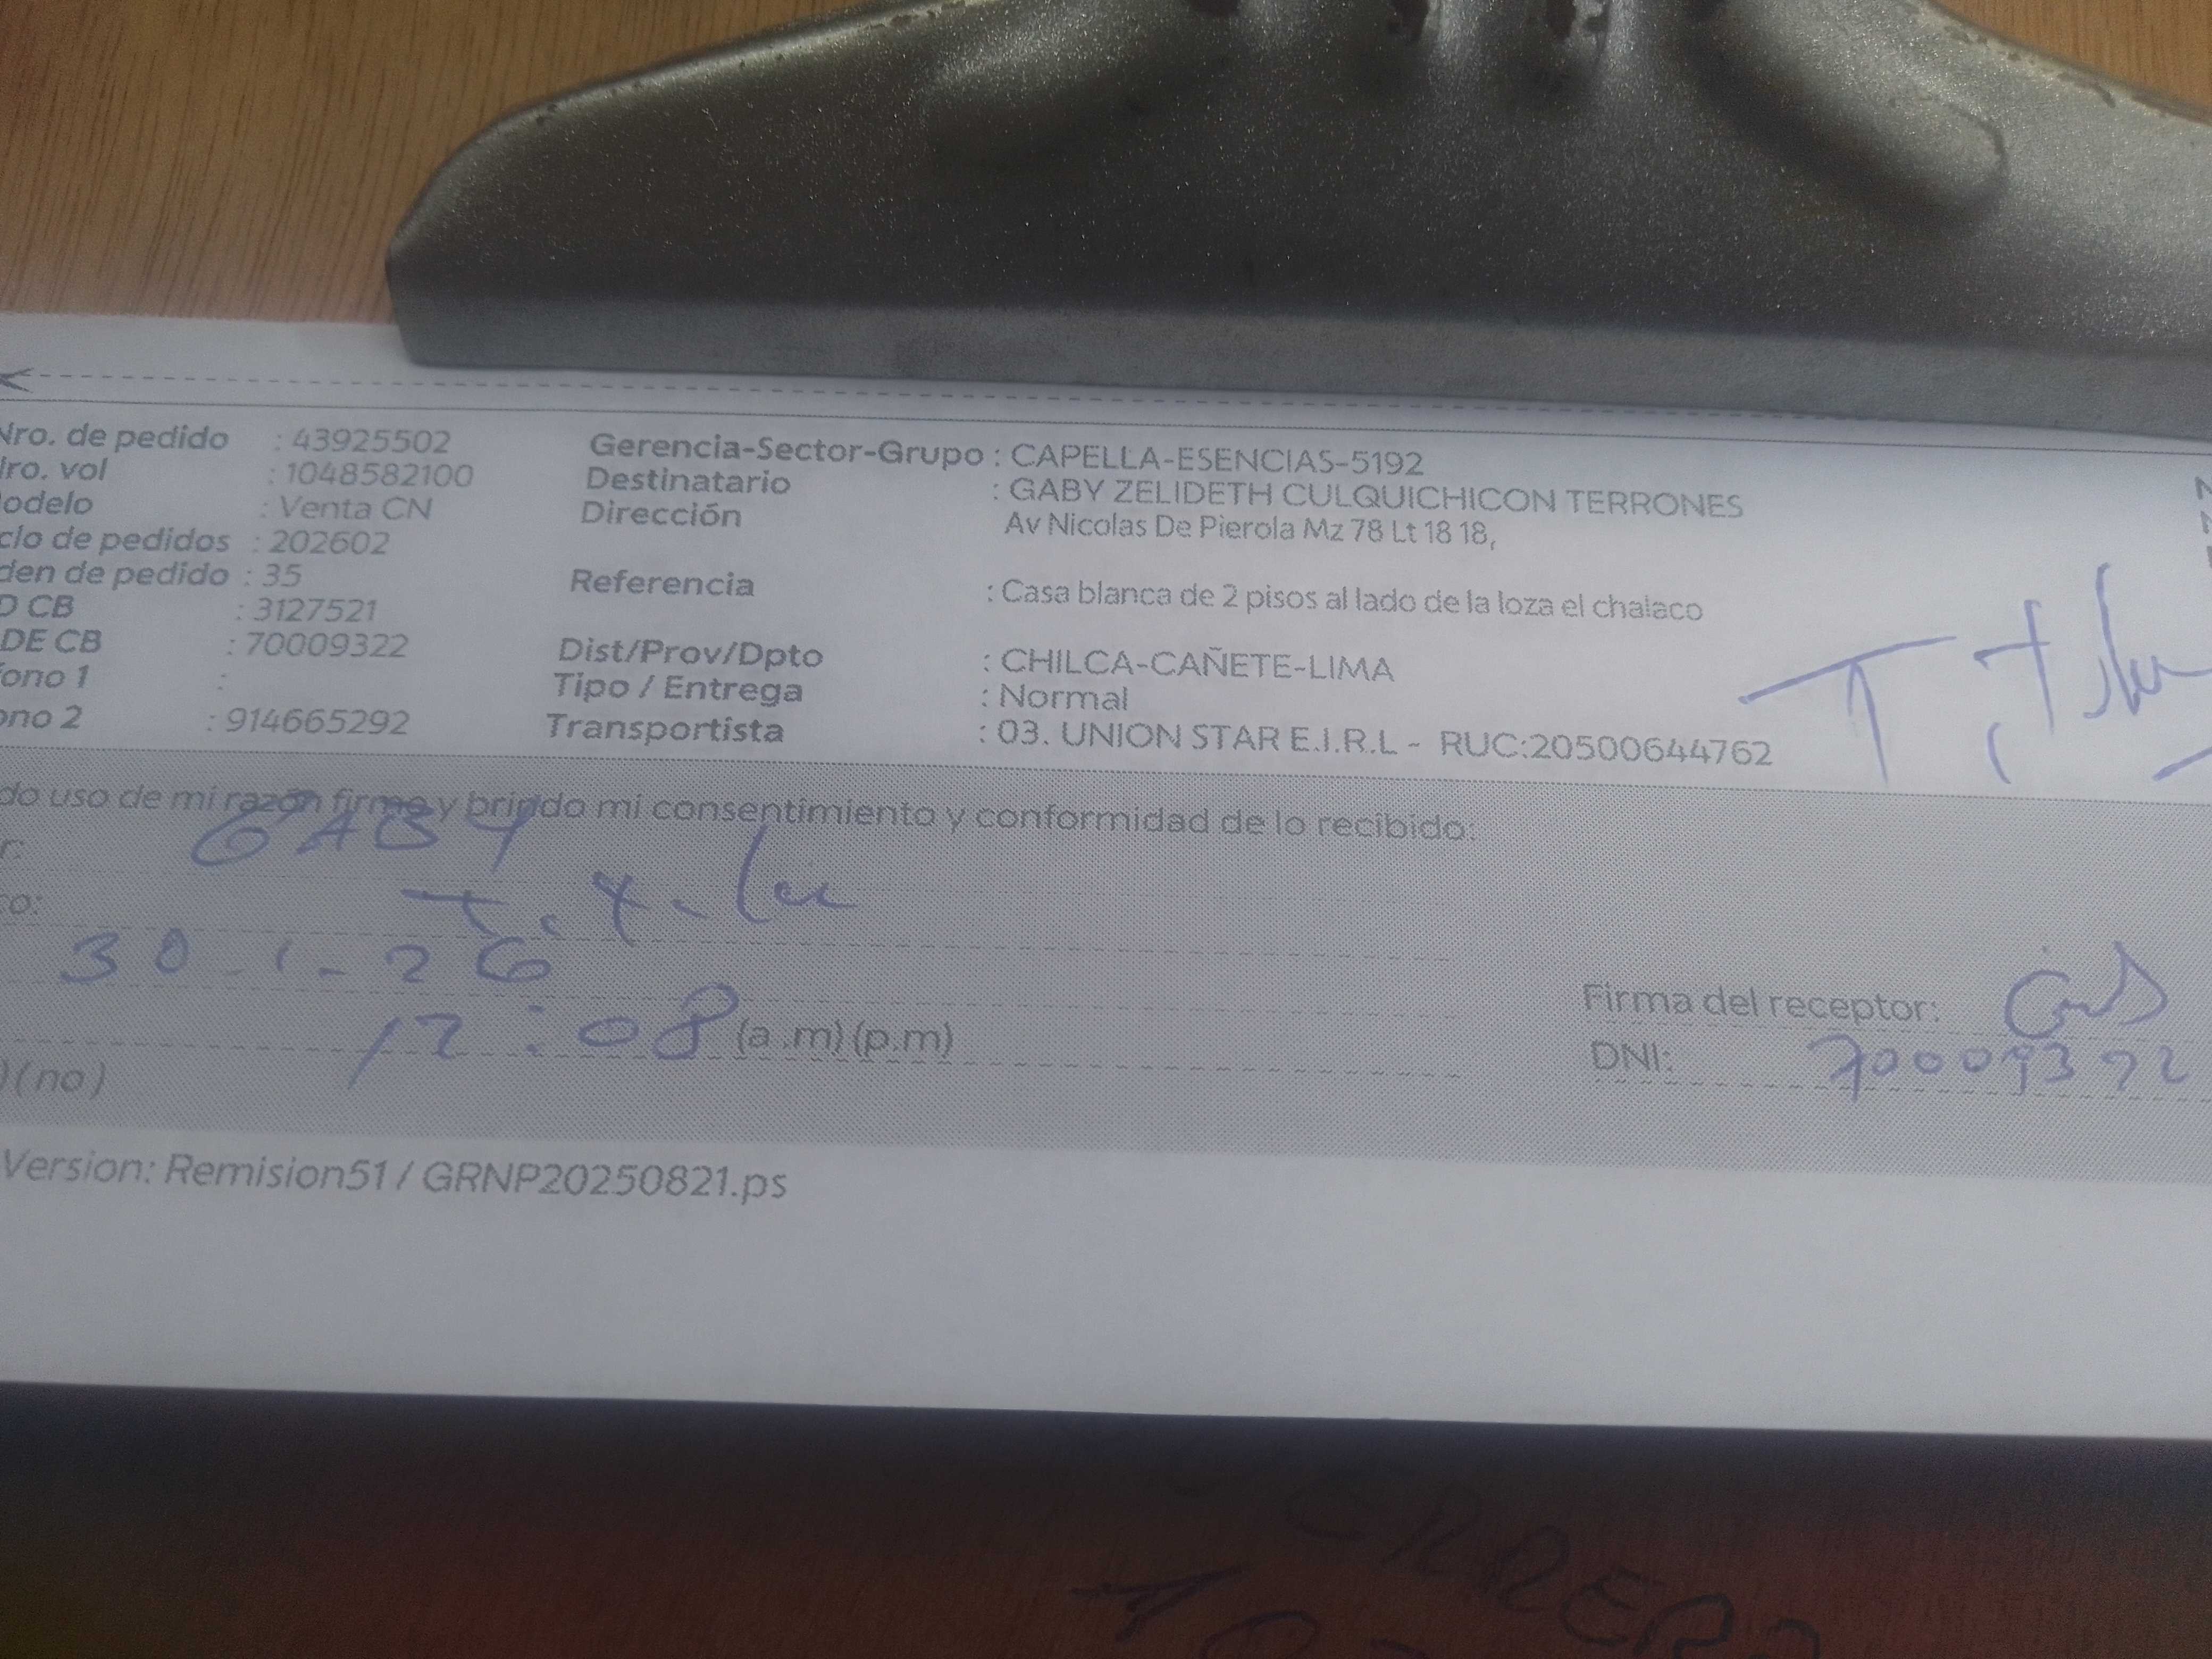 Nro. de pedido : 43925502
Nro. vol : 1048582100
odelo : Venta CN
clo de pedidos : 202602
den de pedido : 35
D CB : 3127521
DE CB : 70009322
fono 1 :
ono 2 : 914665292
Gerencia-Sector-Grupo : CAPELLA-ESENCIAS-5192
Destinatario : GABY ZELIDETH CULQUICHICON TERRONES
Dirección Av Nicolas De Pierola Mz 78 Lt 18 18,
Referencia : Casa blanca de 2 pisos al lado de la loza el chalaco
Dist/Prov/Dpto : CHILCA-CAÑETE-LIMA
Tipo / Entrega : Normal
Transportista : 03. UNION STAR E.I.R.L - RUC:20500644762
do uso de mi razón firmo y brindo mi consentimiento y conformidad de lo recibido:
r: GABY
co:
30-1-26
12:08 (a.m) (p.m)
) (no)
Firma del receptor:
DNI: 70009322
Version: Remision51 / GRNP20250821.ps